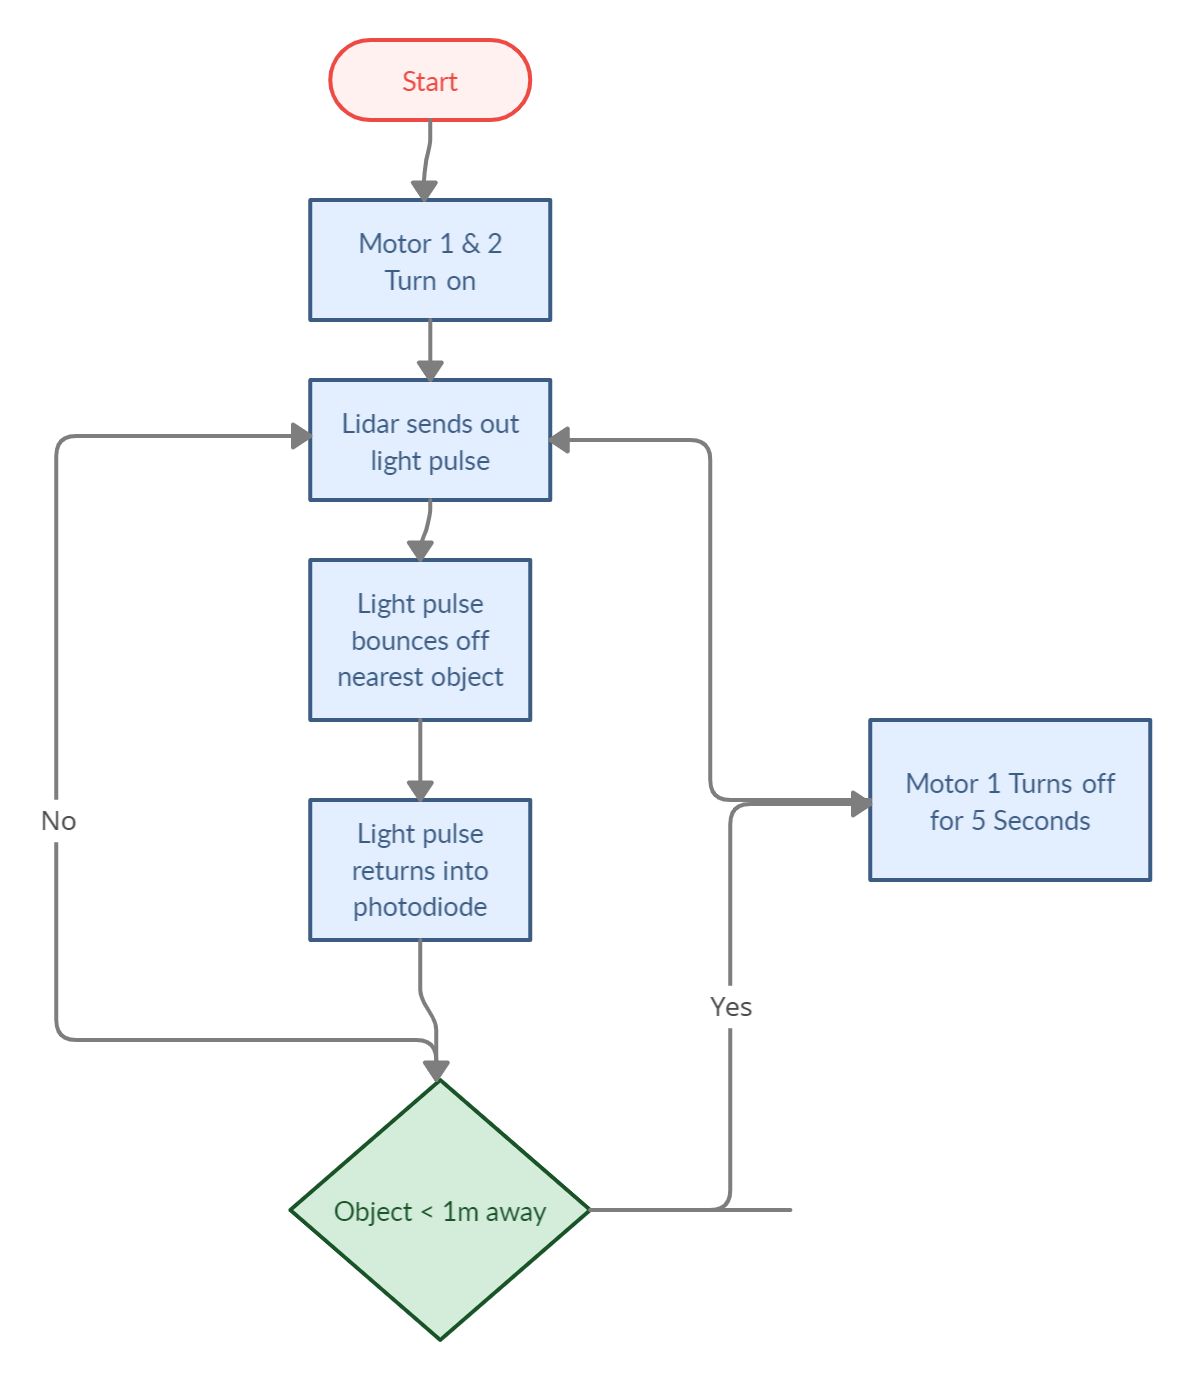 Start
Motor 1 & 2
Turn on
Lidar sends out
light pulse
Light pulse
bounces off
nearest object
Motor 1 Turns off
for 5 Seconds
No
Light pulse
returns into
photodiode
Yes
Object < 1m away